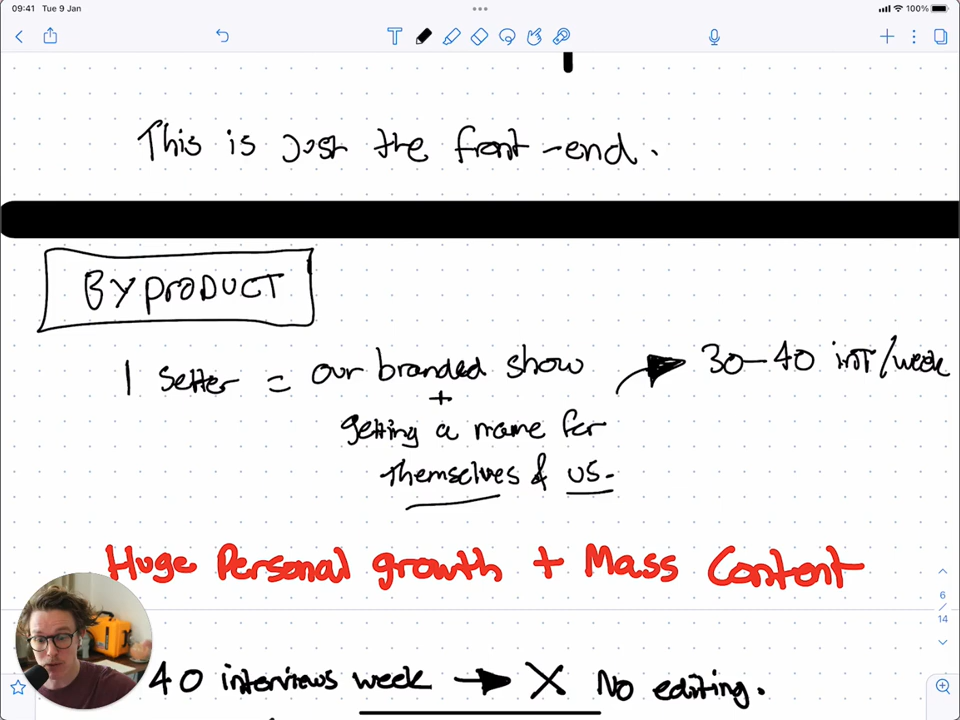 09:41 Tue 9 Jan
100%
This is just the front-end.
BYPRODUCT
1 Setter = our branded show
30-40 inT/week
+
getting a name for
themselves & us.
Huge Personal growth + Mass Content
6
/
14
40 interviews week → X No editing.